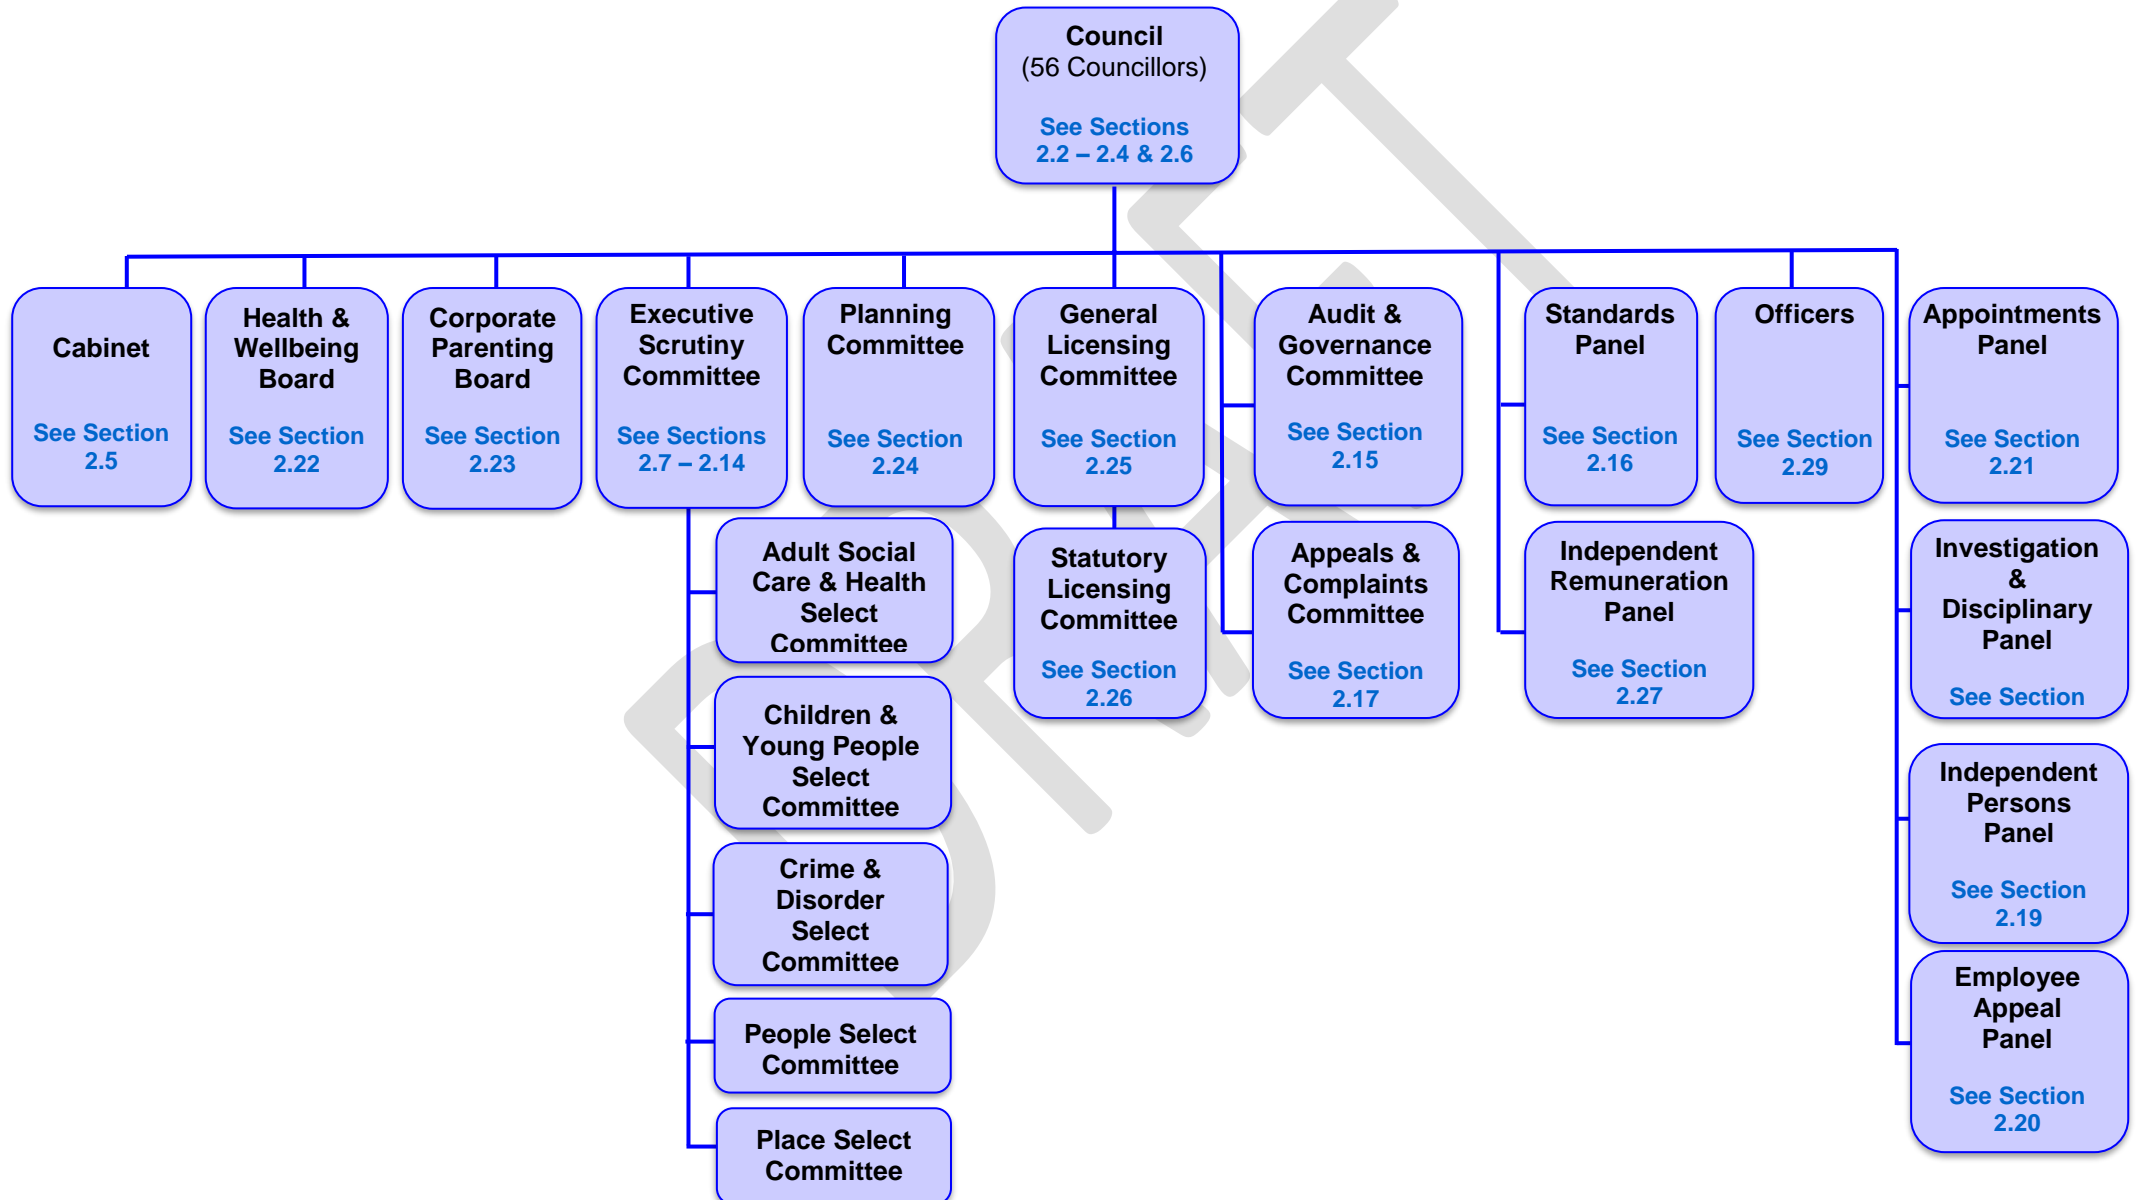 Council
(56 Councillors)
See Sections
2.2 – 2.4 & 2.6
Cabinet
See Section
2.5
Health &
Wellbeing
Board
See Section
2.22
Corporate
Parenting
Board
See Section
2.23
Executive
Scrutiny
Committee
See Sections
2.7 – 2.14
Planning
Committee
See Section
2.24
General
Licensing
Committee
See Section
2.25
Audit &
Governance
Committee
See Section
2.15
Standards
Panel
See Section
2.16
Officers
See Section
2.29
Appointments
Panel
See Section
2.21
Adult Social
Care & Health
Select
Committee
Children &
Young People
Select
Committee
Crime &
Disorder
Select
Committee
People Select
Committee
Place Select
Committee
Statutory
Licensing
Committee
See Section
2.26
Appeals &
Complaints
Committee
See Section
2.17
Independent
Remuneration
Panel
See Section
2.27
Investigation
&
Disciplinary
Panel
See Section
Independent
Persons
Panel
See Section
2.19
Employee
Appeal
Panel
See Section
2.20
DRAFT